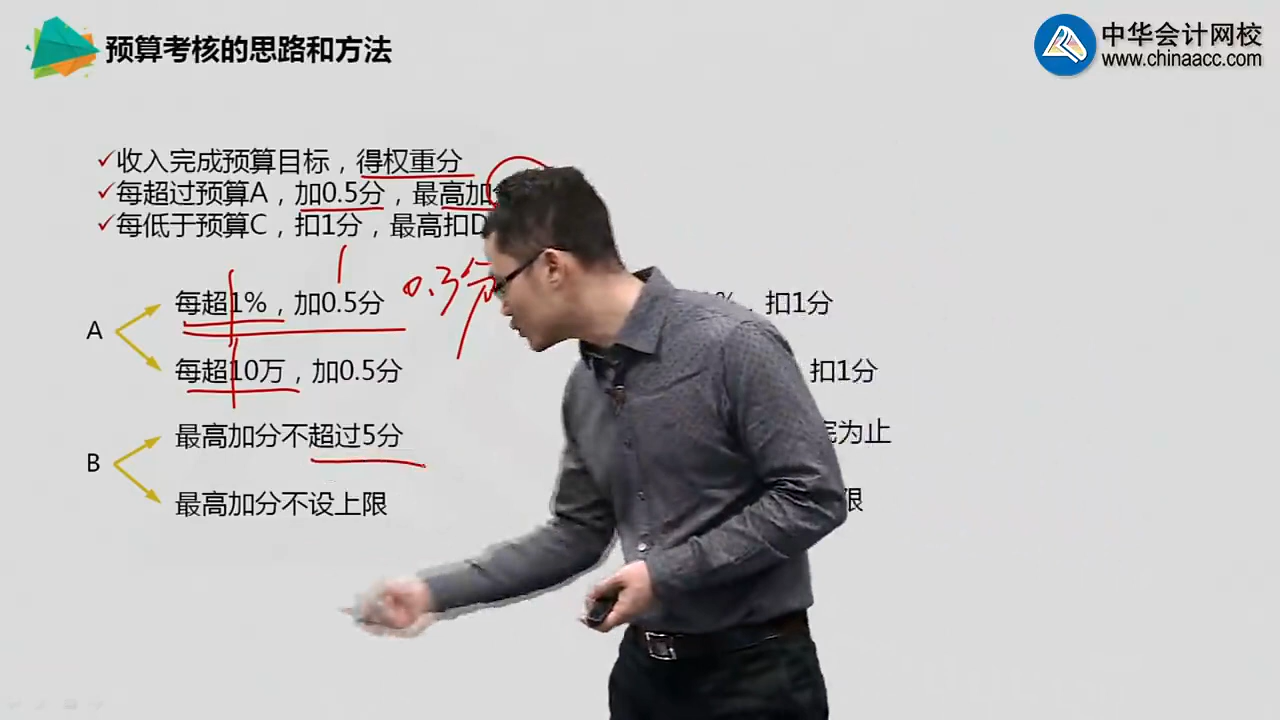 预算考核的思路和方法
中华会计网校
www.chinaacc.com
收入完成预算目标，得权重分
每超过预算A，加0.5分，最高加
每低于预算C，扣1分，最高扣D
0.3分
A
每超1%，加0.5分
%，扣1分
每超10万，加0.5分
，扣1分
B
最高加分不超过5分
完为止
最高加分不设上限
限